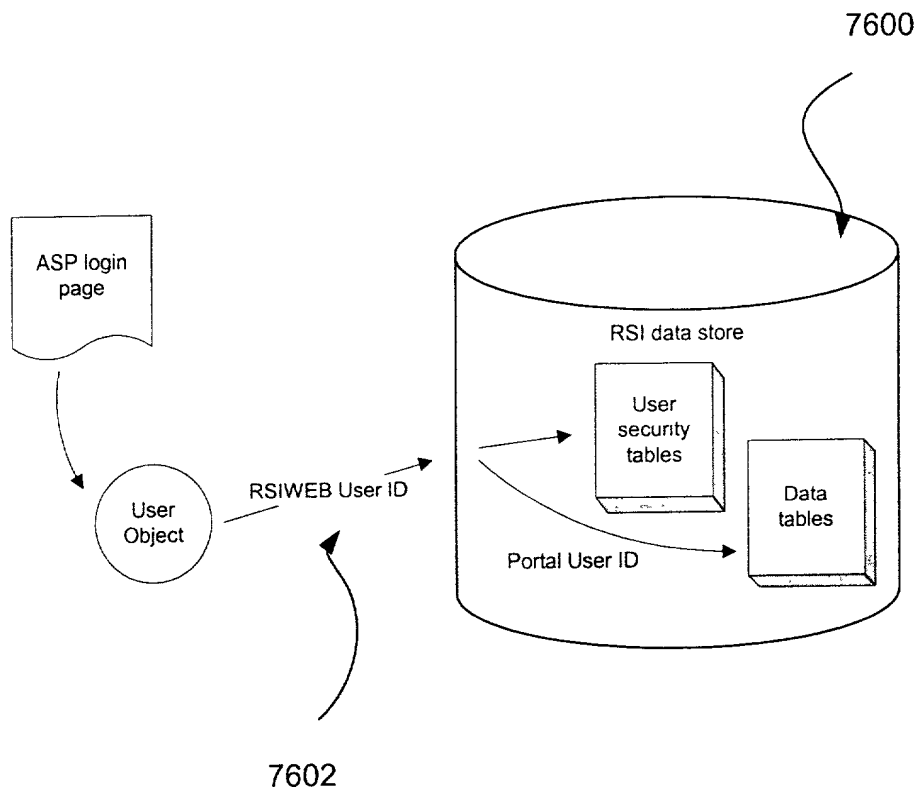 7600
ASP login
page
RSI data store
User
security
tables
RSIWEB User ID
User
Object
Data
tables
Portal User ID
7602